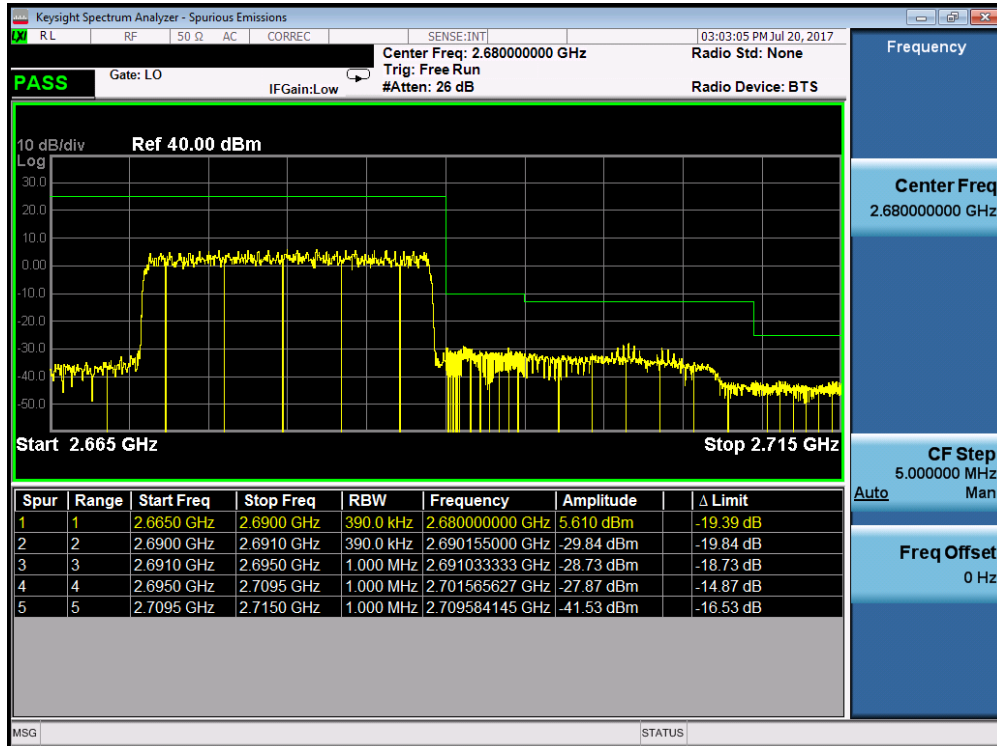 Keysight Spectrum Analyzer - Spurious Emissions
LXI RL RF 50 Ω AC CORREC SENSE:INT 03:03:05 PM Jul 20, 2017
Center Freq: 2.680000000 GHz Radio Std: None
PASS Gate: LO Trig: Free Run
IFGain:Low #Atten: 26 dB Radio Device: BTS
10 dB/div Ref 40.00 dBm
Log
30.0
20.0
10.0
0.00
-10.0
-20.0
-30.0
-40.0
-50.0
Start 2.665 GHz Stop 2.715 GHz
Spur Range Start Freq Stop Freq RBW Frequency Amplitude Δ Limit
1 1 2.6650 GHz 2.6900 GHz 390.0 kHz 2.680000000 GHz 5.610 dBm -19.39 dB
2 2 2.6900 GHz 2.6910 GHz 390.0 kHz 2.690155000 GHz -29.84 dBm -19.84 dB
3 3 2.6910 GHz 2.6950 GHz 1.000 MHz 2.691033333 GHz -28.73 dBm -18.73 dB
4 4 2.6950 GHz 2.7095 GHz 1.000 MHz 2.701565627 GHz -27.87 dBm -14.87 dB
5 5 2.7095 GHz 2.7150 GHz 1.000 MHz 2.709584145 GHz -41.53 dBm -16.53 dB
MSG STATUS
Frequency
Center Freq
2.680000000 GHz
CF Step
5.000000 MHz
Auto Man
Freq Offset
0 Hz